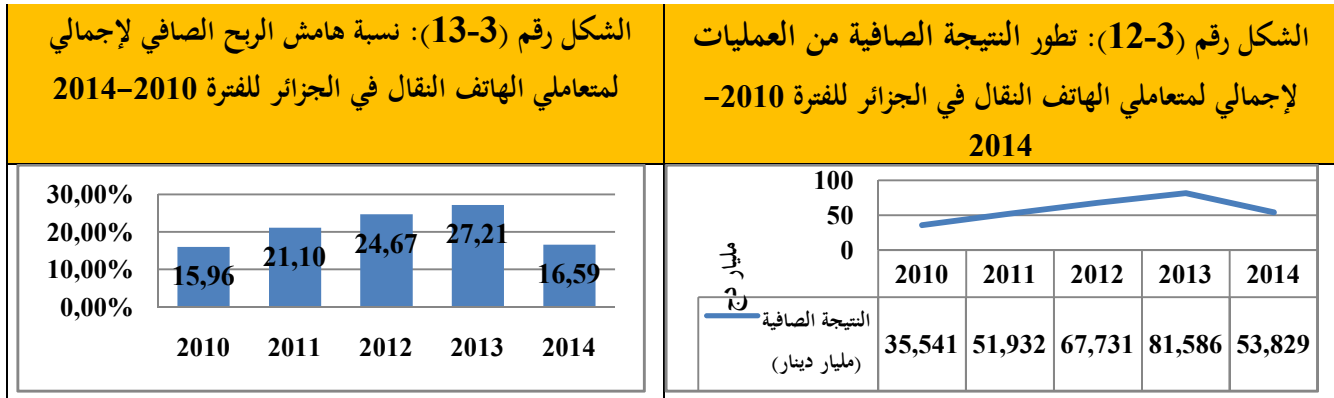 الشكل رقم (3-12): تطور النتيجة الصافية من العمليات
لإجمالي لمتعاملي الهاتف النقال في الجزائر للفترة 2010–
2014
100
50
0
مليار دج
2010 2011 2012 2013 2014
النتيجة الصافية
(مليار دينار)
35,541 51,932 67,731 81,586 53,829
الشكل رقم (3-13): نسبة هامش الربح الصافي لإجمالي
لمتعاملي الهاتف النقال في الجزائر للفترة 2010–2014
30,00%
20,00%
10,00%
0,00%
15,96 21,10 24,67 27,21 16,59
2010 2011 2012 2013 2014